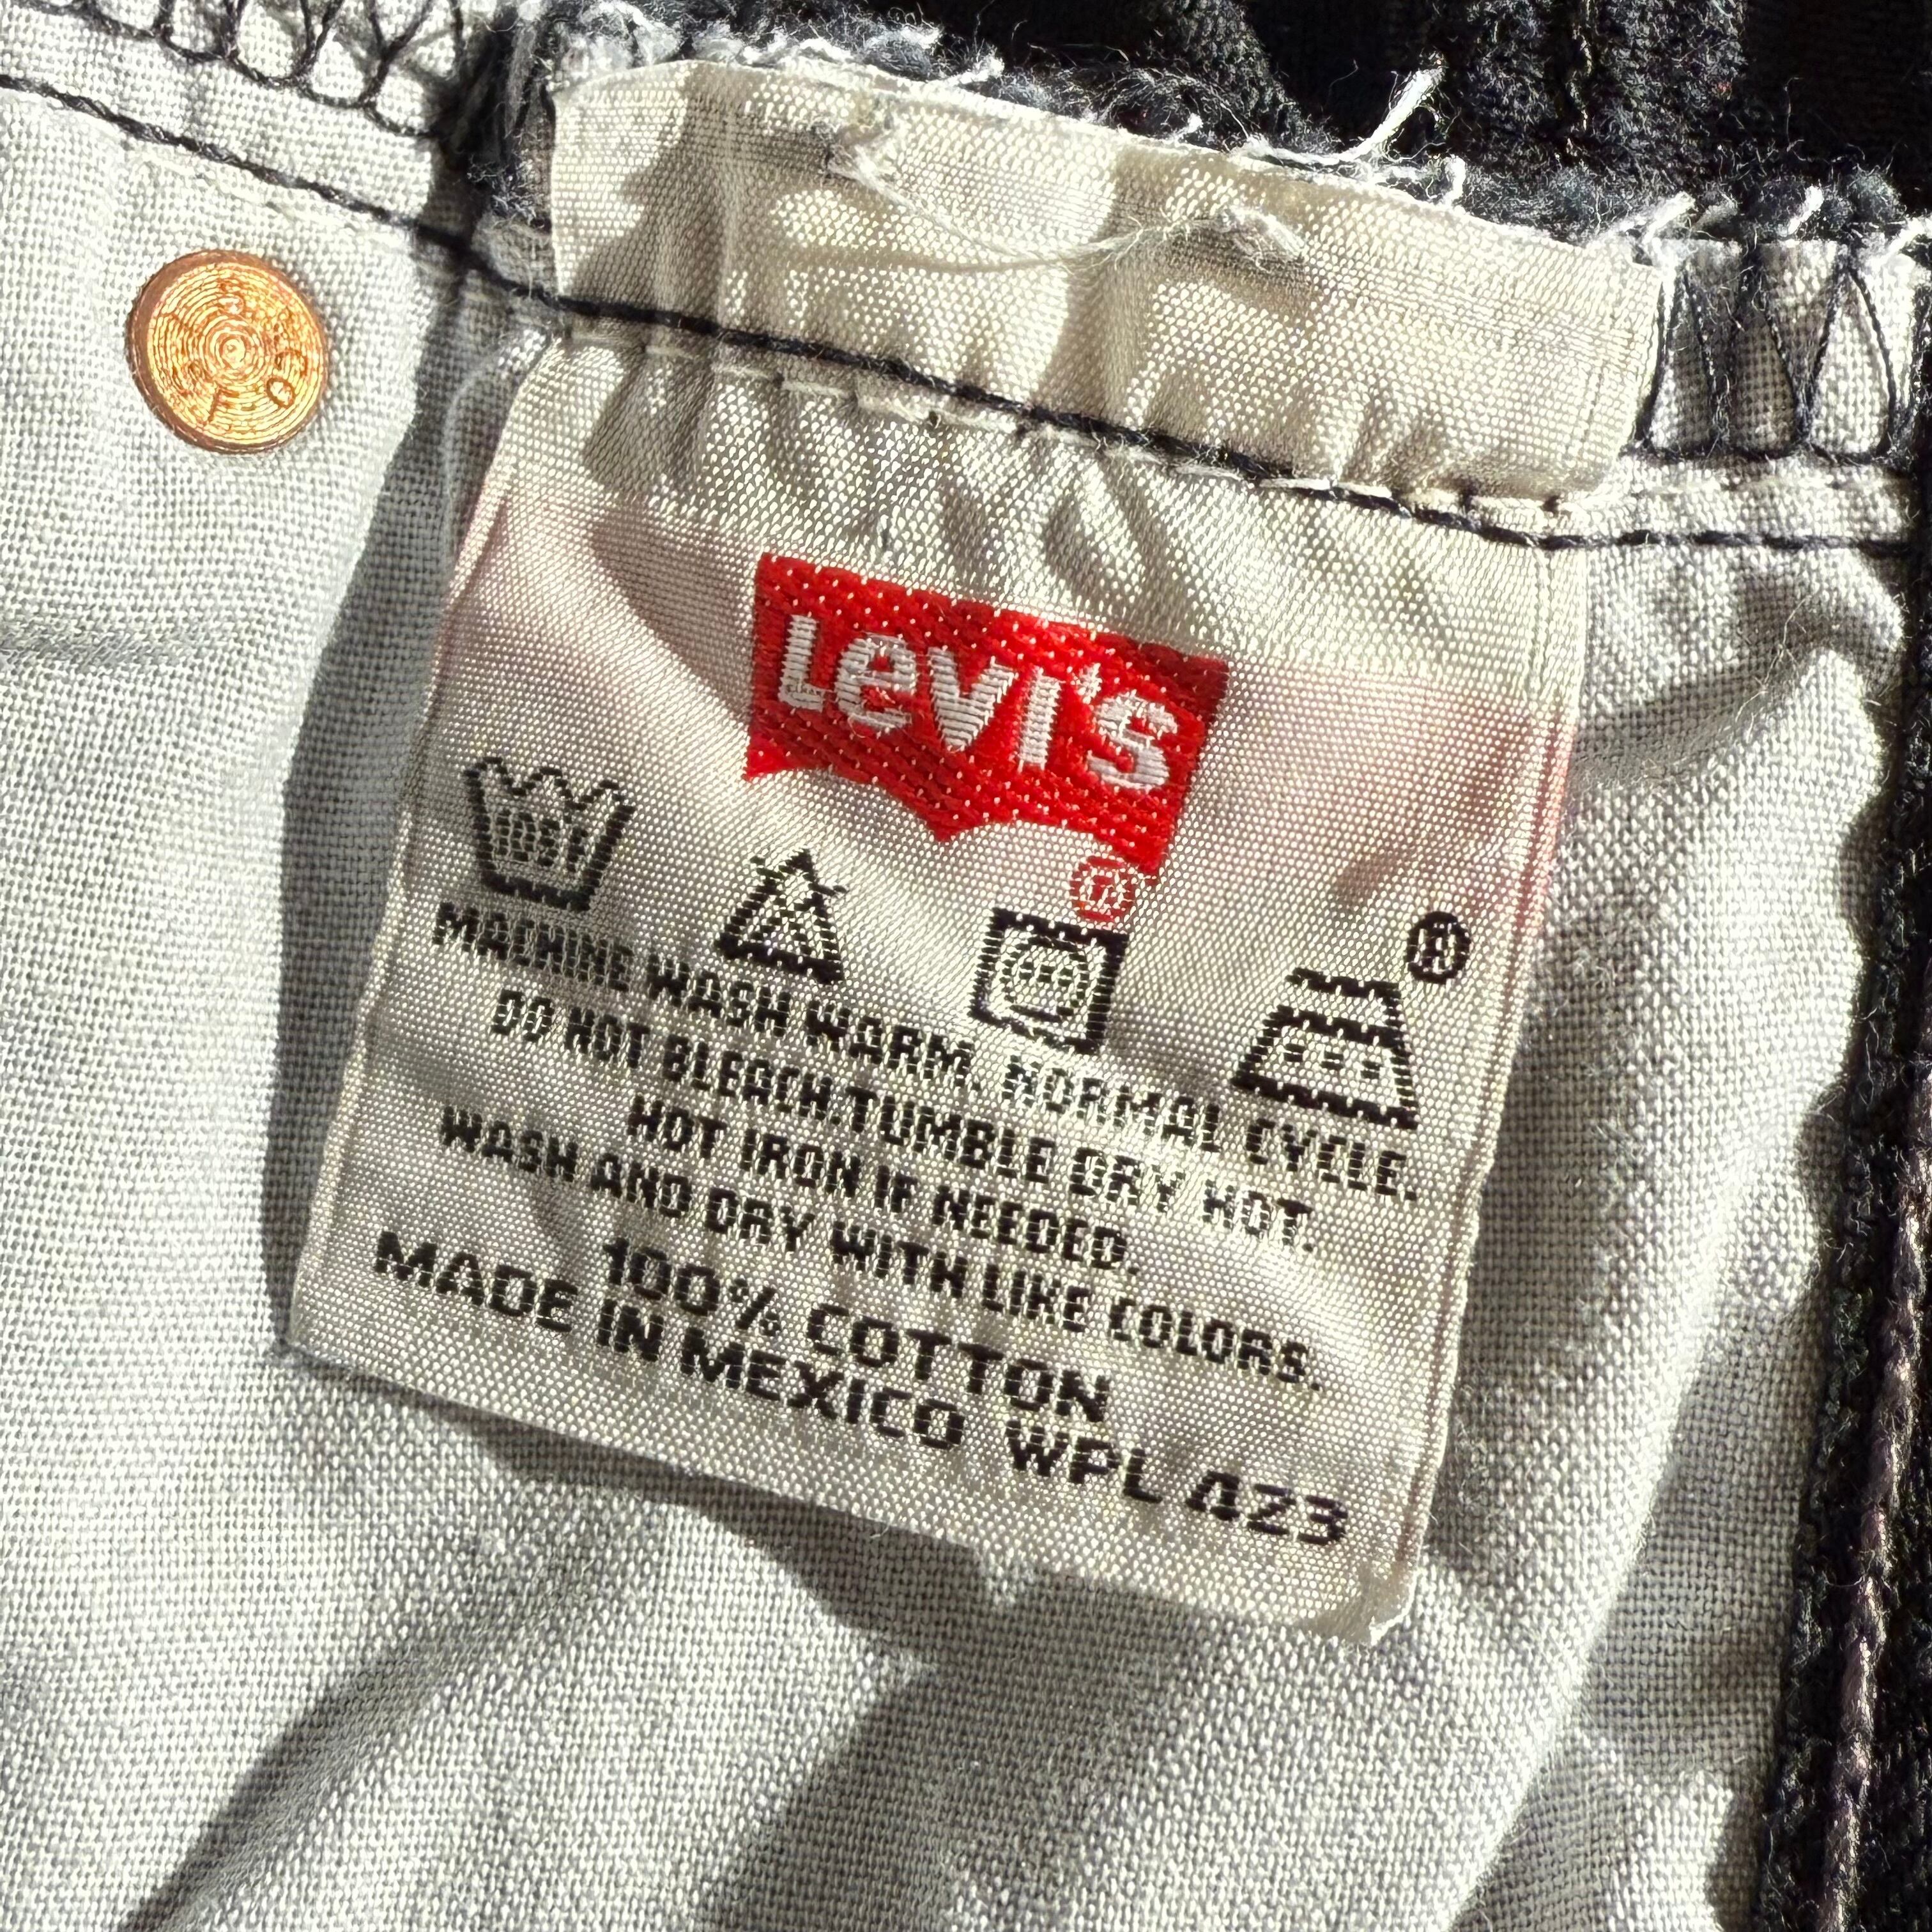 Levi's
®
105F
®
MACHINE WASH WARM. NORMAL CYCLE.
DO NOT BLEACH.TUMBLE DRY HOT.
HOT IRON IF NEEDED.
WASH AND DRY WITH LIKE COLORS.
100% COTTON
MADE IN MEXICO WPL 423